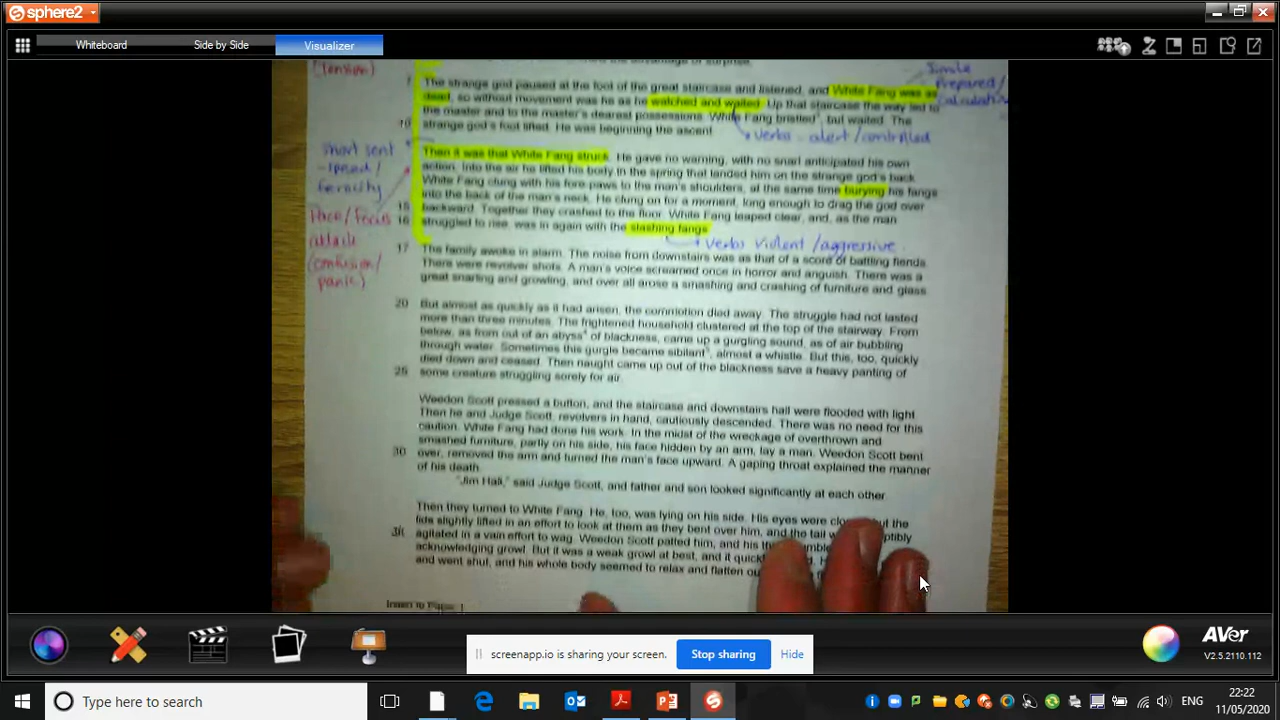 sphere2
Whiteboard
Side by Side
Visualizer
(tension)
the advantage of surprise.
simile
Prepared/
Calculating
7 The strange god paused at the foot of the great staircase and listened, and White Fang was as
dead, so without movement was he as he watched and waited. Up that staircase the way led to
the master and to the master's dearest possessions. White Fang bristled, but waited. The
10 strange god's foot lifted. He was beginning the ascent.
verbs - alert/controlled
short sent
- speed/
ferocity
Then it was that White Fang struck. He gave no warning, with no snarl anticipated his own
action. Into the air he lifted his body in the spring that landed him on the strange god's back.
White Fang clung with his fore-paws to the man's shoulders, at the same time burying his fangs
into the back of the man's neck. He clung on for a moment, long enough to drag the god over
15 backward. Together they crashed to the floor. White Fang leaped clear, and, as the man
16 struggled to rise, was in again with the slashing fangs.
Pace/Focus
attack
(confusion/
panic)
verbs violent/aggressive.
17 The family awoke in alarm. The noise from downstairs was as that of a score of battling fiends.
There were revolver shots. A man's voice screamed once in horror and anguish. There was a
great snarling and growling, and over all arose a smashing and crashing of furniture and glass.
20 But almost as quickly as it had arisen, the commotion died away. The struggle had not lasted
more than three minutes. The frightened household clustered at the top of the stairway. From
below, as from out of an abyss of blackness, came up a gurgling sound, as of air bubbling
through water. Sometimes this gurgle became sibilant, almost a whistle. But this, too, quickly
died down and ceased. Then naught came up out of the blackness save a heavy panting of
25 some creature struggling sorely for air.
Weedon Scott pressed a button, and the staircase and downstairs hall were flooded with light.
Then he and Judge Scott, revolvers in hand, cautiously descended. There was no need for this
caution. White Fang had done his work. In the midst of the wreckage of overthrown and
smashed furniture, partly on his side, his face hidden by an arm, lay a man. Weedon Scott bent
30 over, removed the arm and turned the man's face upward. A gaping throat explained the manner
of his death.
"Jim Hall," said Judge Scott, and father and son looked significantly at each other.
Then they turned to White Fang. He, too, was lying on his side. His eyes were but the
lids slightly lifted in an effort to look at them as they bent over him, and the tail
agitated in a vain effort to wag. Weedon Scott patted him, and his
acknowledging growl. But it was a weak growl at best, and it
and went shut, and his whole body seemed to relax and flatten
Insert to Paper 1
screenapp.io is sharing your screen.
Stop sharing
Hide
AVer
V2.5.2110.112
Type here to search
ENG
22:22
11/05/2020